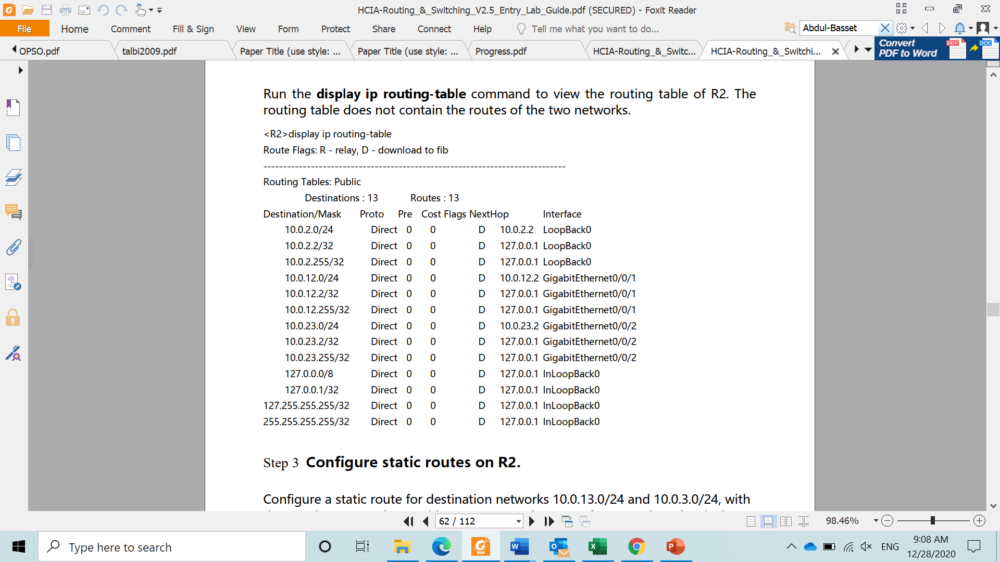 HCIA-Routing_&_Switching_V2.5_Entry_Lab_Guide.pdf (SECURED) - Foxit Reader
File Home Comment Fill & Sign View Form Protect Share Connect Help Tell me what you want to do... Abdul-Basset
OPSO.pdf talbi2009.pdf Paper Title (use style: ... Paper Title (use style: ... Progress.pdf HCIA-Routing_&_Switc... HCIA-Routing_&_Switchi...
Convert
PDF to Word
PDF DOC
Run the display ip routing-table command to view the routing table of R2. The
routing table does not contain the routes of the two networks.
<R2>display ip routing-table
Route Flags: R - relay, D - download to fib
----------------------------------------------------------------------------
Routing Tables: Public
Destinations : 13 Routes : 13
Destination/Mask Proto Pre Cost Flags NextHop Interface
10.0.2.0/24 Direct 0 0 D 10.0.2.2 LoopBack0
10.0.2.2/32 Direct 0 0 D 127.0.0.1 LoopBack0
10.0.2.255/32 Direct 0 0 D 127.0.0.1 LoopBack0
10.0.12.0/24 Direct 0 0 D 10.0.12.2 GigabitEthernet0/0/1
10.0.12.2/32 Direct 0 0 D 127.0.0.1 GigabitEthernet0/0/1
10.0.12.255/32 Direct 0 0 D 127.0.0.1 GigabitEthernet0/0/1
10.0.23.0/24 Direct 0 0 D 10.0.23.2 GigabitEthernet0/0/2
10.0.23.2/32 Direct 0 0 D 127.0.0.1 GigabitEthernet0/0/2
10.0.23.255/32 Direct 0 0 D 127.0.0.1 GigabitEthernet0/0/2
127.0.0.0/8 Direct 0 0 D 127.0.0.1 InLoopBack0
127.0.0.1/32 Direct 0 0 D 127.0.0.1 InLoopBack0
127.255.255.255/32 Direct 0 0 D 127.0.0.1 InLoopBack0
255.255.255.255/32 Direct 0 0 D 127.0.0.1 InLoopBack0
Step 3 Configure static routes on R2.
Configure a static route for destination networks 10.0.13.0/24 and 10.0.3.0/24, with
62 / 112 98.46%
Type here to search
ENG
9:08 AM
12/28/2020